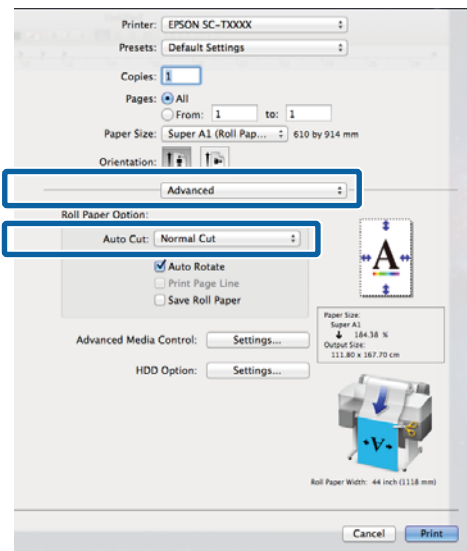 Printer: EPSON SC-TXXXX
Presets: Default Settings
Copies: 1
Pages: All
From: 1 to: 1
Paper Size: Super A1 (Roll Pap... 610 by 914 mm
Orientation:
Advanced
Roll Paper Option:
Auto Cut: Normal Cut
Auto Rotate
Print Page Line
Save Roll Paper
A
Paper Size:
Super A1
184.38 %
Output Size:
111.80 x 167.70 cm
Advanced Media Control: Settings...
HDD Option: Settings...
A
Roll Paper Width: 44 inch (1118 mm)
Cancel Print